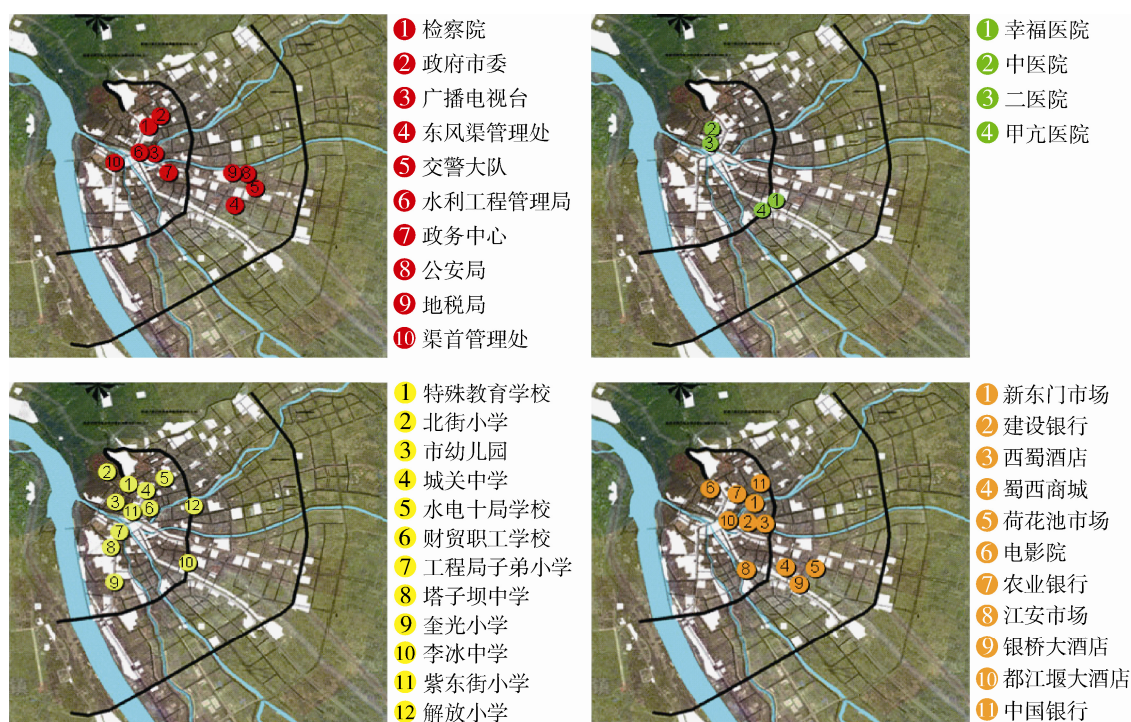 1 检察院
2 政府市委
3 广播电视台
4 东风渠管理处
5 交警大队
6 水利工程管理局
7 政务中心
8 公安局
9 地税局
10 渠首管理处
1 幸福医院
2 中医院
3 二医院
4 甲亢医院
1 特殊教育学校
2 北街小学
3 市幼儿园
4 城关中学
5 水电十局学校
6 财贸职工学校
7 工程局子弟小学
8 塔子坝中学
9 奎光小学
10 李冰中学
11 紫东街小学
12 解放小学
1 新东门市场
2 建设银行
3 西蜀酒店
4 蜀西商城
5 荷花池市场
6 电影院
7 农业银行
8 江安市场
9 银桥大酒店
10 都江堰大酒店
11 中国银行